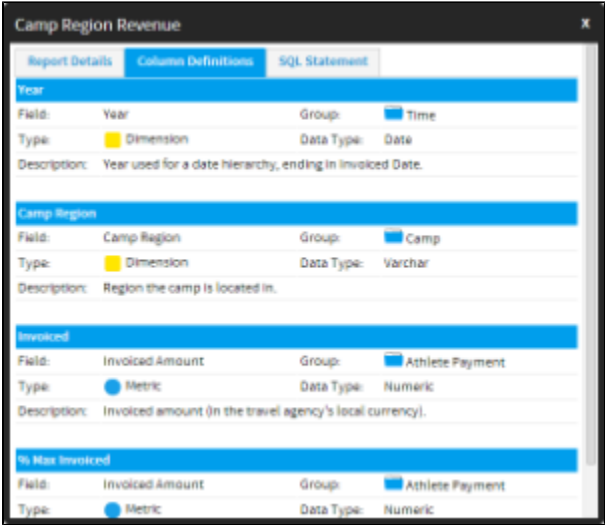 Camp Region Revenue x
Report Details Column Definitions SQL Statement
Year
Field: Year Group: Time
Type: Dimension Data Type: Date
Description: Year used for a date hierarchy, ending in Invoiced Date.
Camp Region
Field: Camp Region Group: Camp
Type: Dimension Data Type: Varchar
Description: Region the camp is located in.
Invoiced
Field: Invoiced Amount Group: Athlete Payment
Type: Metric Data Type: Numeric
Description: Invoiced amount (in the travel agency's local currency).
% Max Invoiced
Field: Invoiced Amount Group: Athlete Payment
Type: Metric Data Type: Numeric